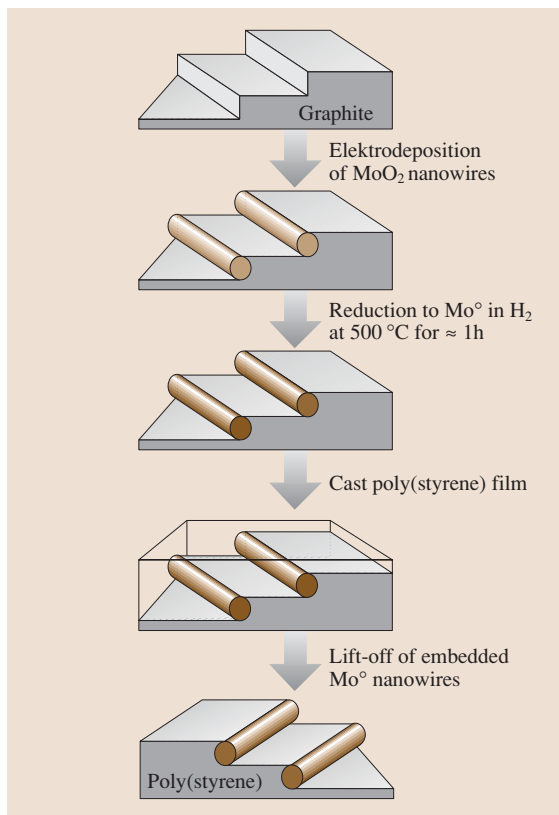 Graphite
Elektrodeposition
of MoO₂ nanowires
Reduction to Mo° in H₂
at 500 °C for ≈ 1h
Cast poly(styrene) film
Lift-off of embedded
Mo° nanowires
Poly(styrene)